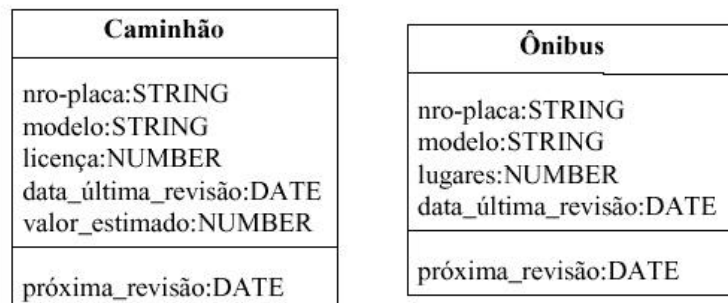 Caminhão
nro-placa:STRING
modelo:STRING
licença:NUMBER
data_última_revisão:DATE
valor_estimado:NUMBER
próxima_revisão:DATE
Ônibus
nro-placa:STRING
modelo:STRING
lugares:NUMBER
data_última_revisão:DATE
próxima_revisão:DATE